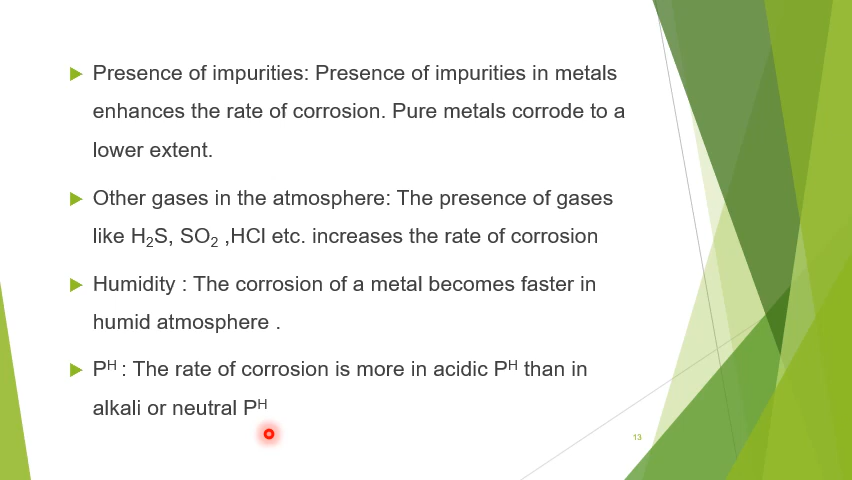 Presence of impurities: Presence of impurities in metals
enhances the rate of corrosion. Pure metals corrode to a
lower extent.
Other gases in the atmosphere: The presence of gases
like H₂S, SO₂ ,HCl etc. increases the rate of corrosion
Humidity : The corrosion of a metal becomes faster in
humid atmosphere .
Pᴴ : The rate of corrosion is more in acidic Pᴴ than in
alkali or neutral Pᴴ
13